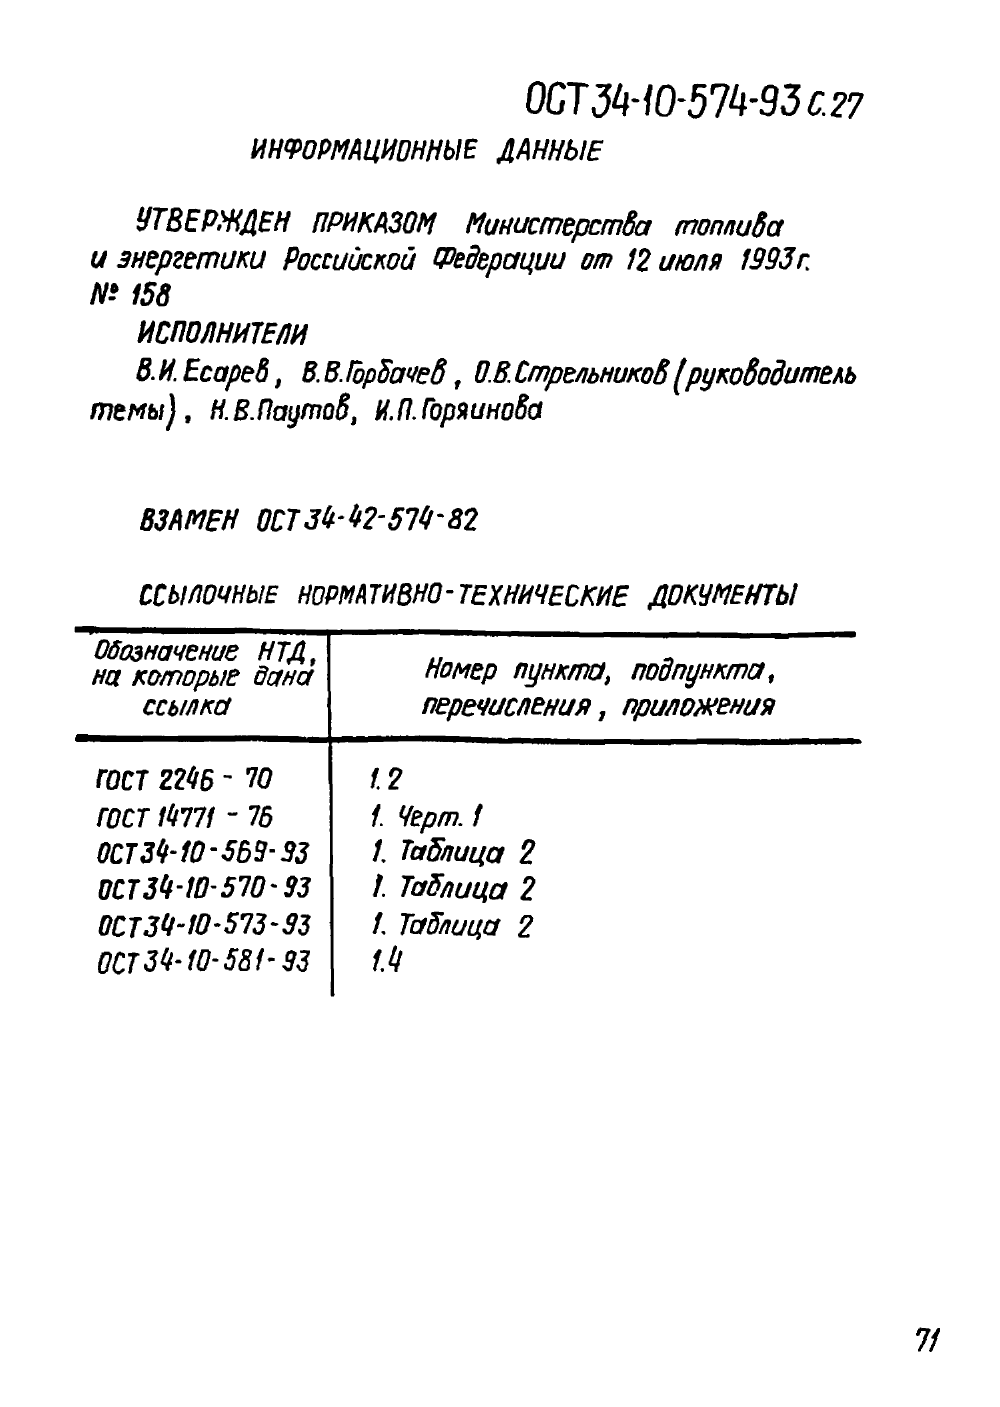 ОСТ 34-10-574-93 С.27
ИНФОРМАЦИОННЫЕ ДАННЫЕ
УТВЕРЖДЕН ПРИКАЗОМ Министерства топлива
и энергетики Российской Федерации от 12 июля 1993г.
№ 158
ИСПОЛНИТЕЛИ
В.И. Есарев, В.В.Горбачев, О.В.Стрельников (руководитель
темы), Н.В.Паутов, И.П.Горяинова
ВЗАМЕН ОСТ 34-42-574-82
ССЫЛОЧНЫЕ НОРМАТИВНО-ТЕХНИЧЕСКИЕ ДОКУМЕНТЫ
Обозначение НТД,
на которые дана
ссылка
Номер пункта, подпункта,
перечисления, приложения
ГОСТ 2246 - 70 1.2
ГОСТ 14771 - 76 1. Черт. 1
ОСТ 34-10-569-93 1. Таблица 2
ОСТ 34-10-570-93 1. Таблица 2
ОСТ 34-10-573-93 1. Таблица 2
ОСТ 34-10-581-93 1.4
71